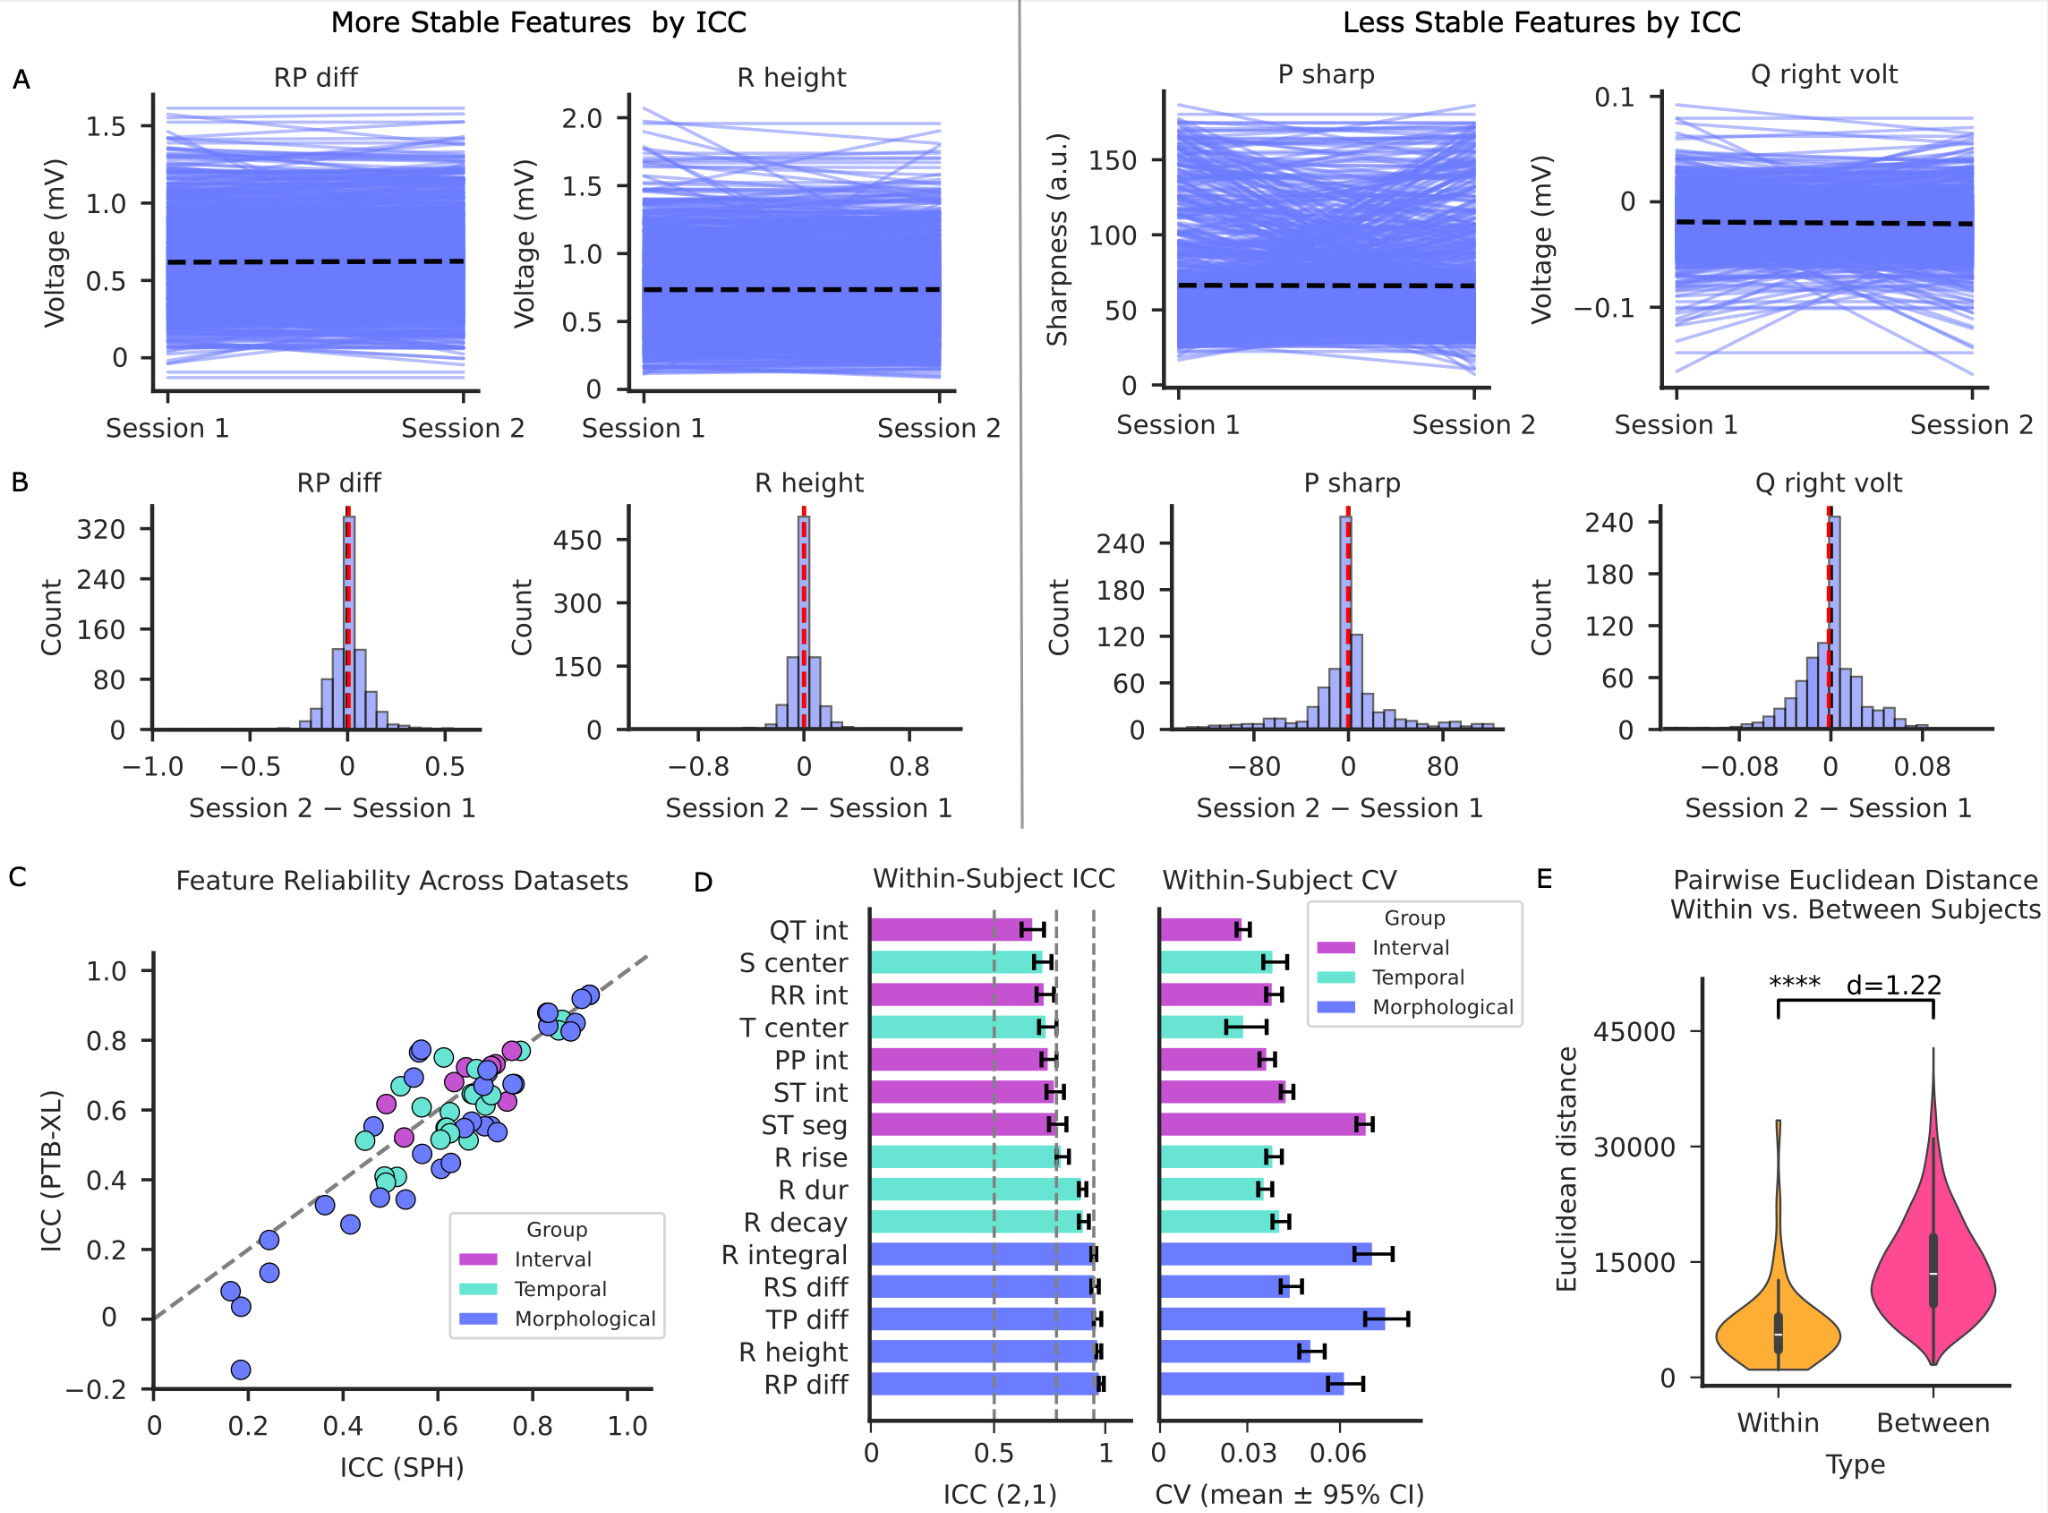 More Stable Features by ICC
Less Stable Features by ICC
A
RP diff
Voltage (mV)
1.5
1.0
0.5
0
Session 1
Session 2
R height
Voltage (mV)
2.0
1.5
1.0
0.5
0
Session 1
Session 2
P sharp
Sharpness (a.u.)
150
100
50
0
Session 1
Session 2
Q right volt
Voltage (mV)
0.1
0
−0.1
Session 1
Session 2
B
RP diff
Count
320
240
160
80
0
−1.0
−0.5
0
0.5
Session 2 − Session 1
R height
Count
450
300
150
0
−0.8
0
0.8
Session 2 − Session 1
P sharp
Count
240
180
120
60
0
−80
0
80
Session 2 − Session 1
Q right volt
Count
240
180
120
60
0
−0.08
0
0.08
Session 2 − Session 1
C
Feature Reliability Across Datasets
ICC (PTB-XL)
1.0
0.8
0.6
0.4
0.2
0
−0.2
Group
Interval
Temporal
Morphological
0
0.2
0.4
0.6
0.8
1.0
ICC (SPH)
D
Within-Subject ICC
QT int
S center
RR int
T center
PP int
ST int
ST seg
R rise
R dur
R decay
R integral
RS diff
TP diff
R height
RP diff
0
0.5
1
ICC (2,1)
Within-Subject CV
Group
Interval
Temporal
Morphological
0
0.03
0.06
CV (mean ± 95% CI)
E
Pairwise Euclidean Distance
Within vs. Between Subjects
**** d=1.22
Euclidean distance
45000
30000
15000
0
Within
Between
Type